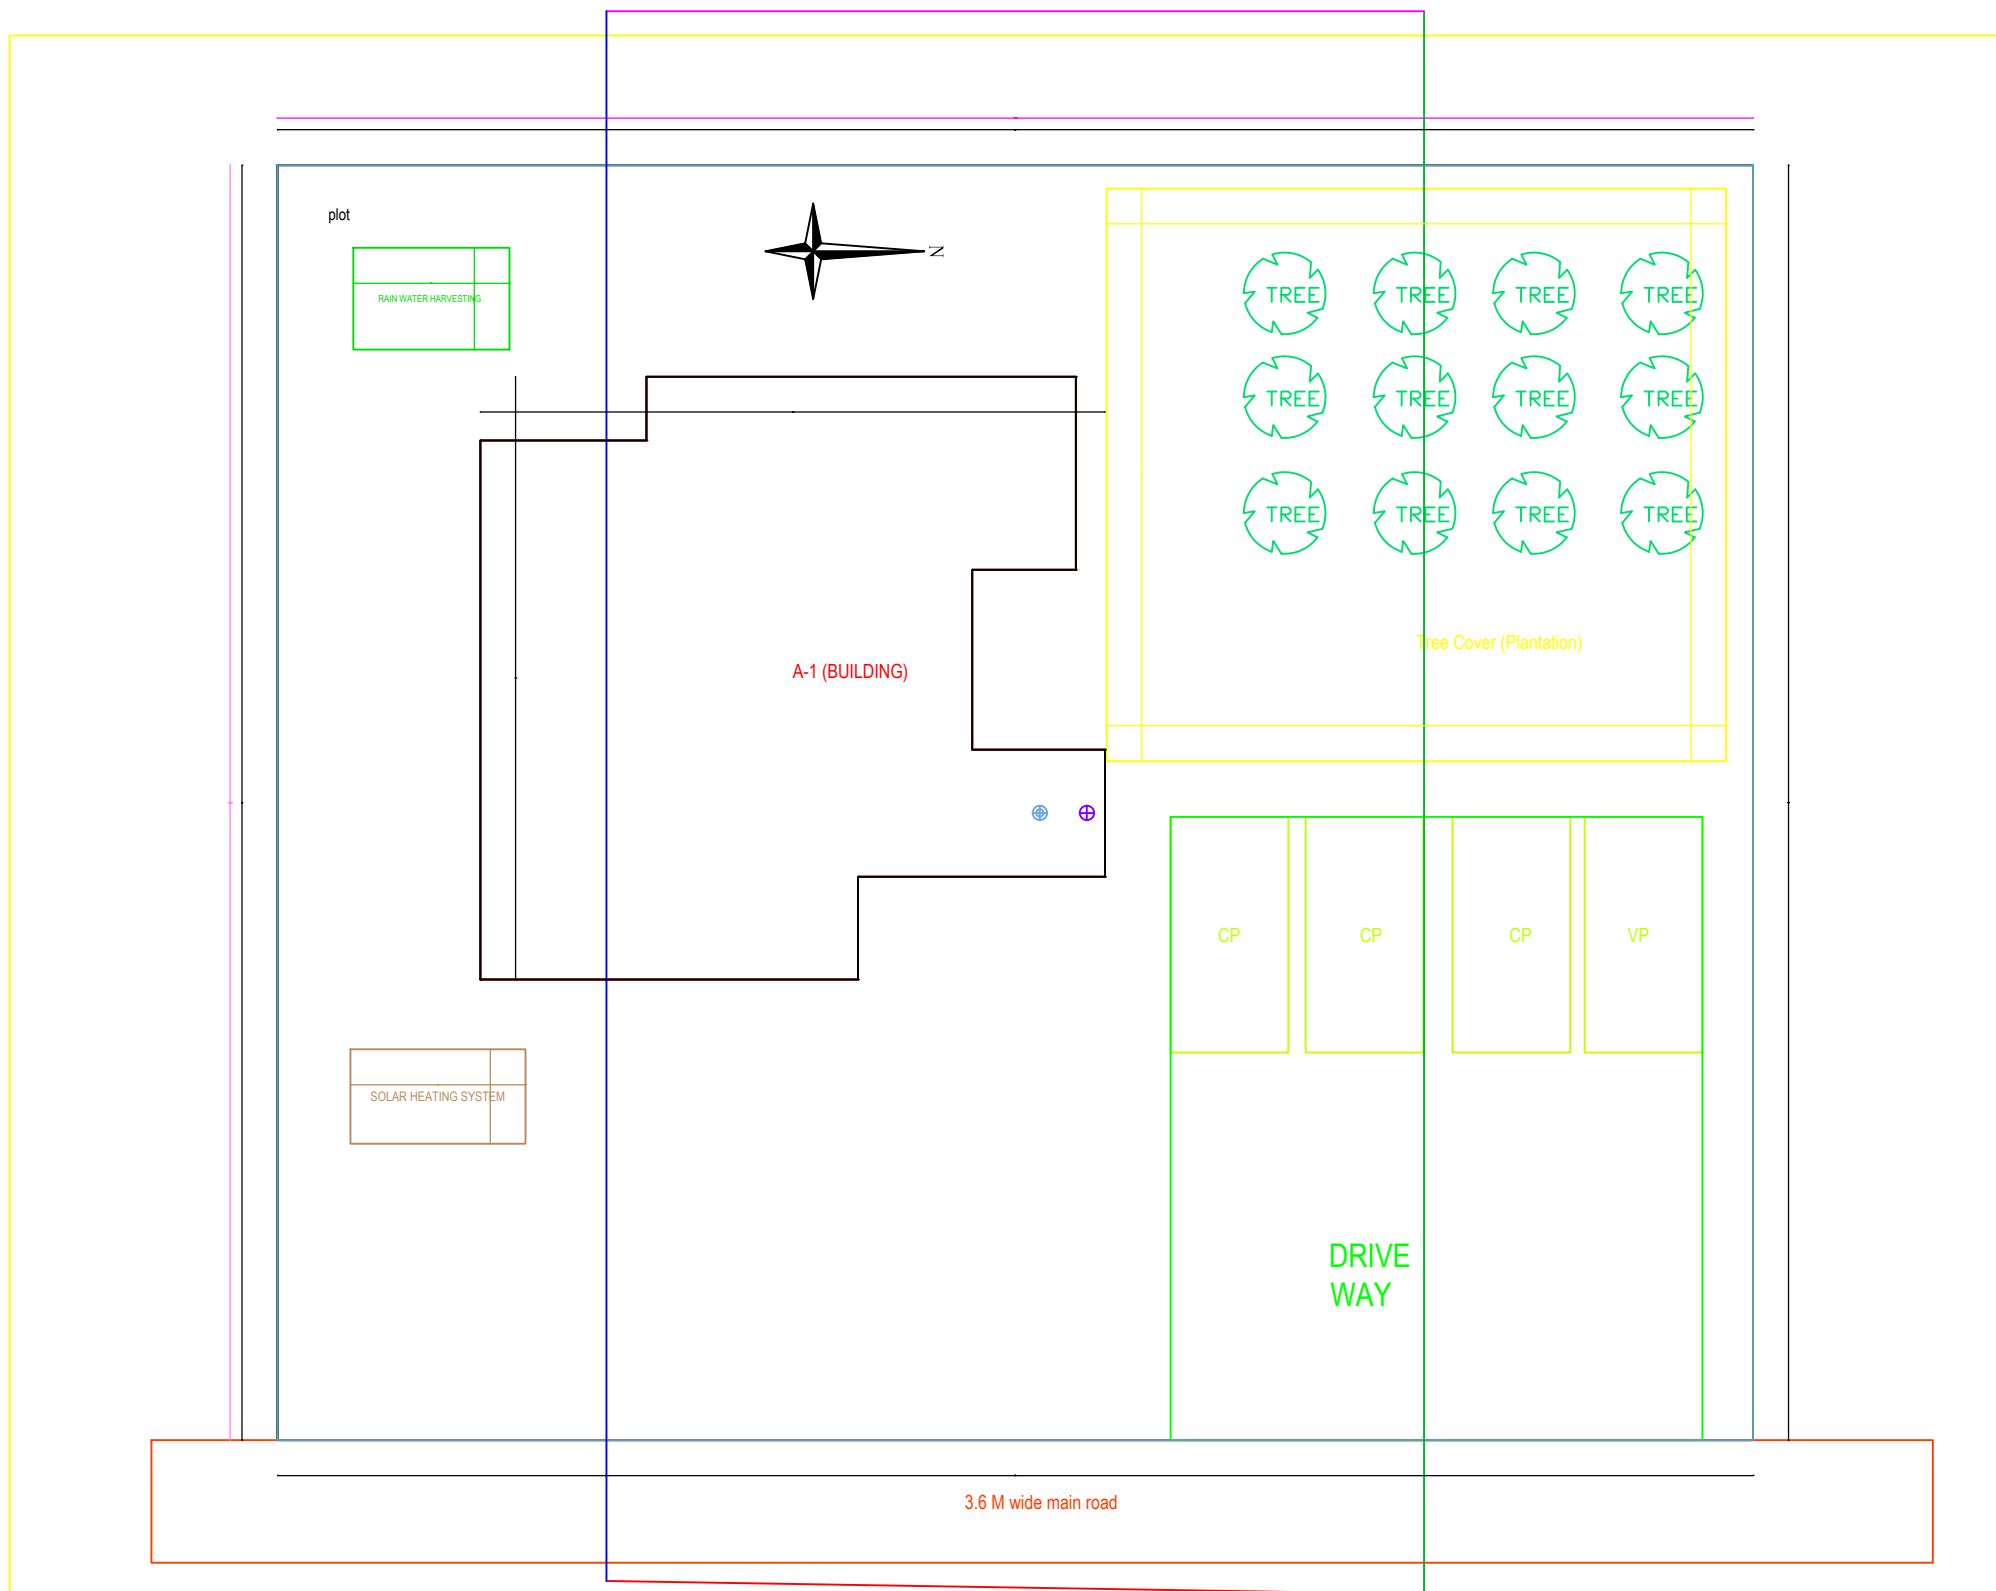 plot
N
RAIN WATER HARVESTING
TREE TREE TREE TREE
TREE TREE TREE TREE
TREE TREE TREE TREE
Tree Cover (Plantation)
A-1 (BUILDING)
CP CP CP VP
SOLAR HEATING SYSTEM
DRIVE
WAY
3.6 M wide main road